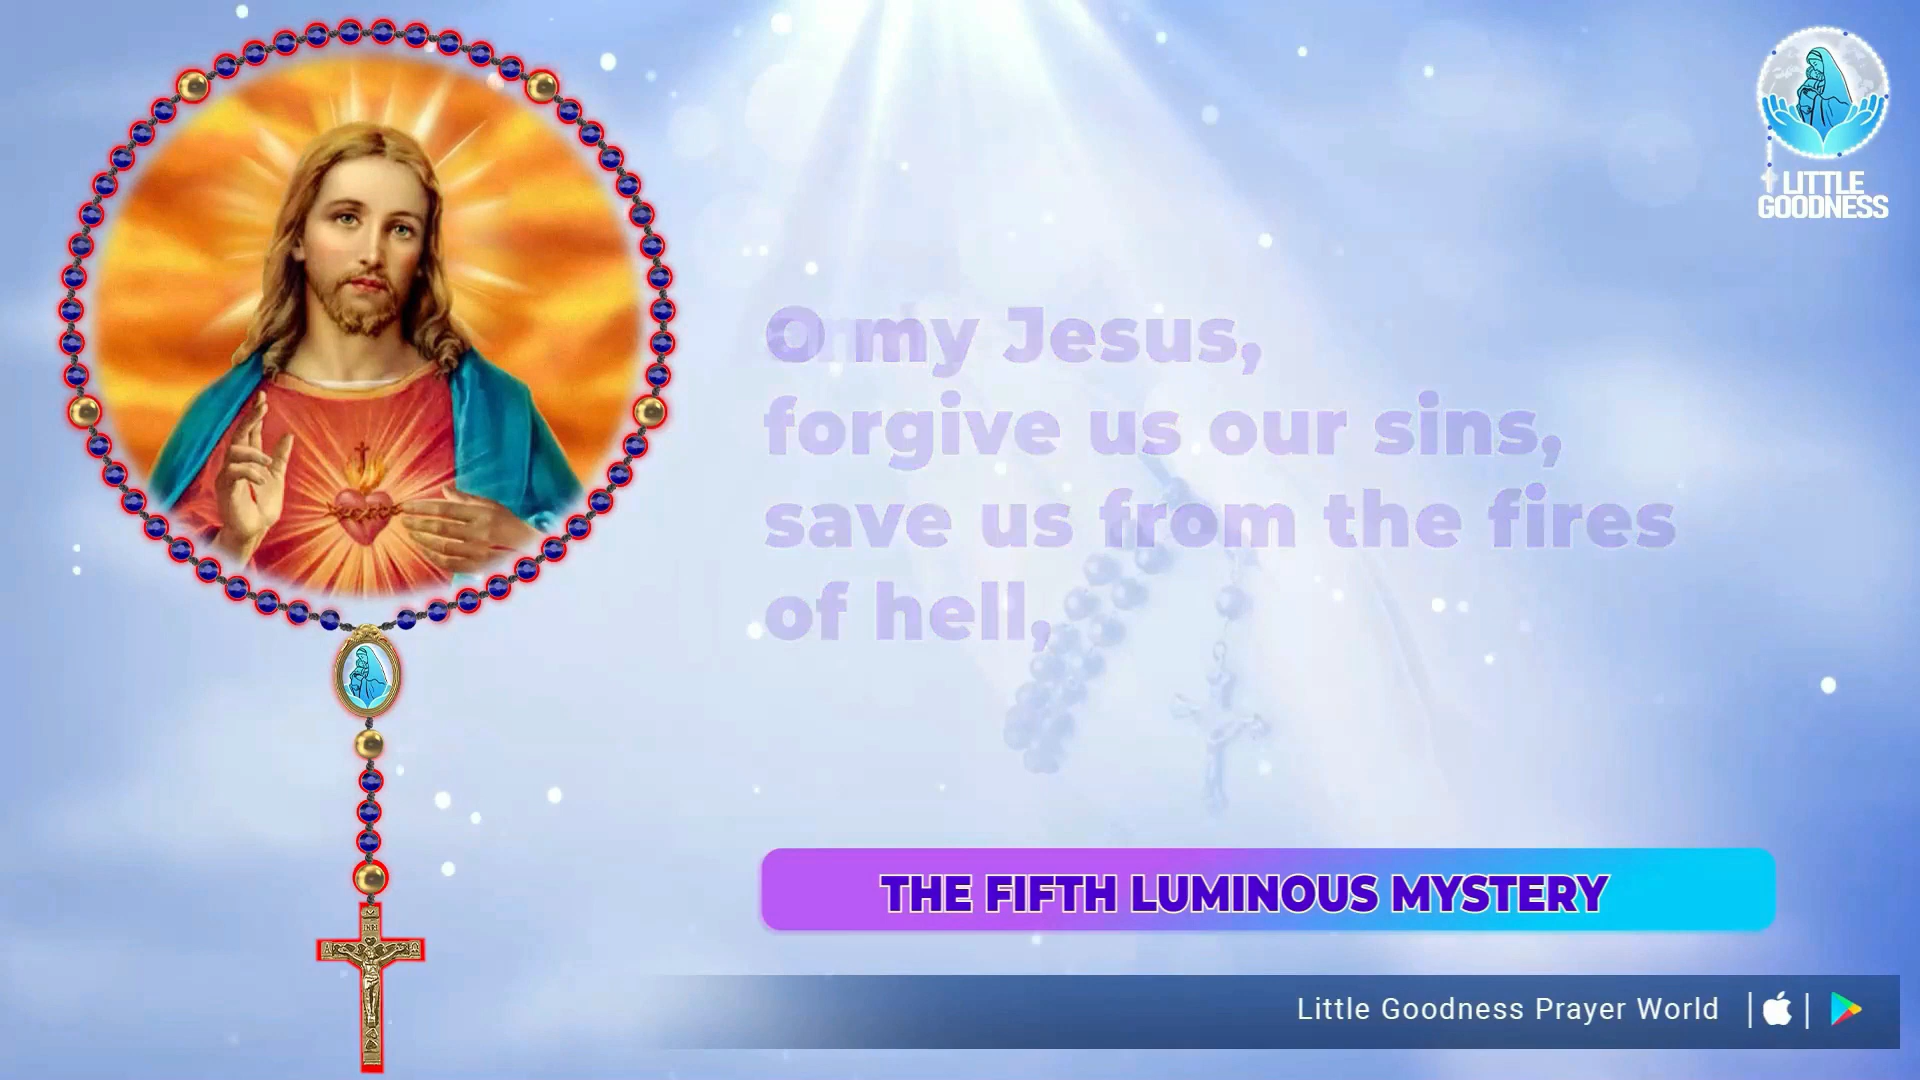 LITTLE
GOODNESS
O my Jesus,
forgive us our sins,
save us from the fires
of hell,
THE FIFTH LUMINOUS MYSTERY
Little Goodness Prayer World
INRI